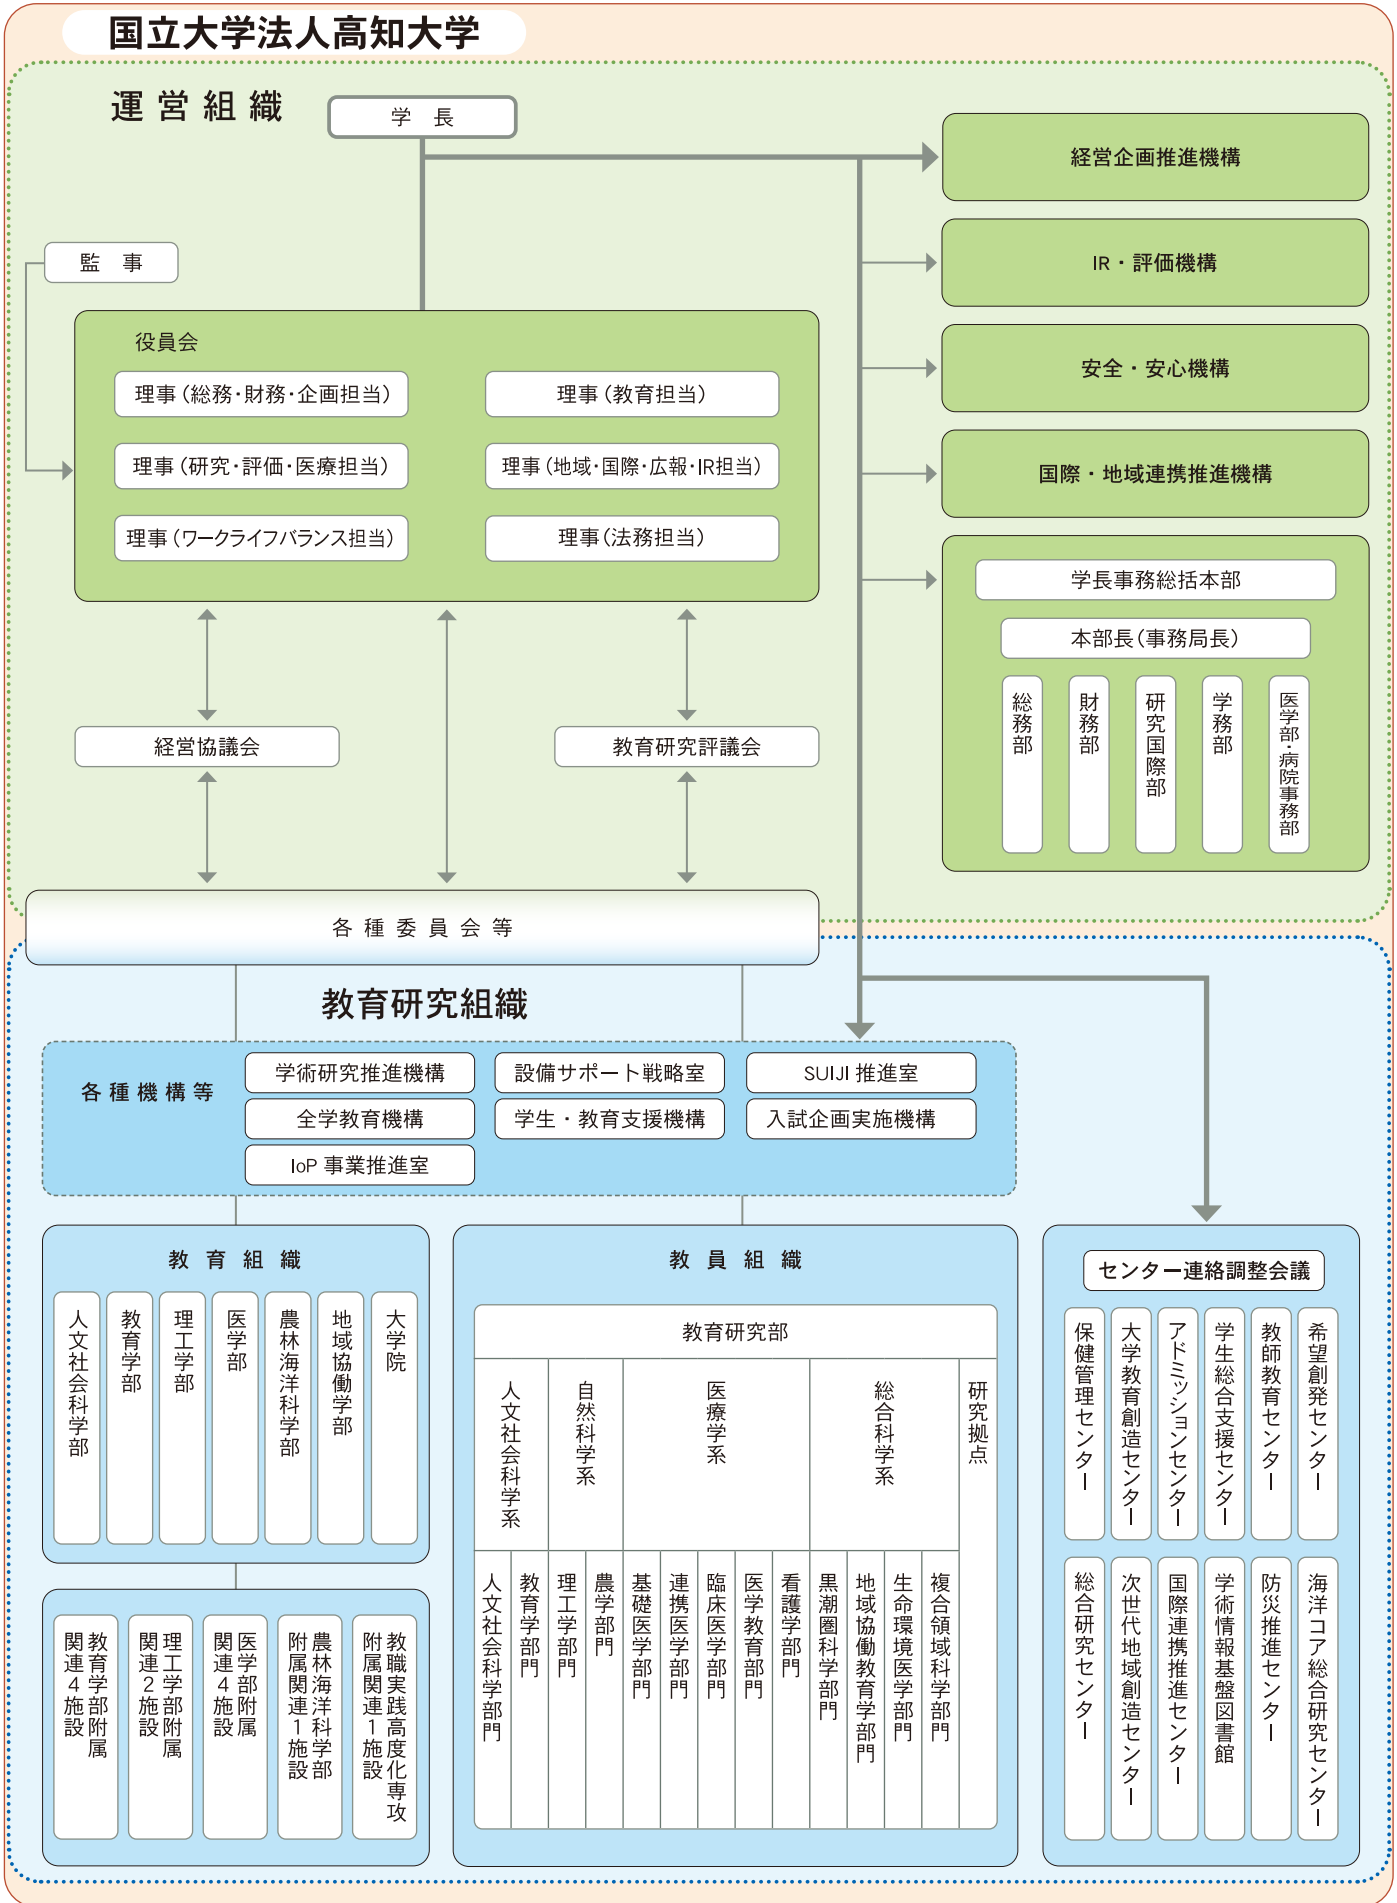 国立大学法人高知大学
運営組織
学　長
監　事
役員会
理事（総務・財務・企画担当）
理事（教育担当）
理事（研究・評価・医療担当）
理事（地域・国際・広報・IR担当）
理事（ワークライフバランス担当）
理事（法務担当）
経営協議会
教育研究評議会
各種委員会等
経営企画推進機構
IR・評価機構
安全・安心機構
国際・地域連携推進機構
学長事務総括本部
本部長（事務局長）
総務部
財務部
研究国際部
学務部
医学部・病院事務部
教育研究組織
各種機構等
学術研究推進機構
設備サポート戦略室
SUIJI 推進室
全学教育機構
学生・教育支援機構
入試企画実施機構
IoP 事業推進室
教育組織
人文社会科学部
教育学部
理工学部
医学部
農林海洋科学部
地域協働学部
大学院
教育学部附属
関連４施設
理工学部附属
関連２施設
医学部附属
関連４施設
農林海洋科学部
附属関連１施設
教職実践高度化専攻
附属関連１施設
教員組織
教育研究部
人文社会科学系
自然科学系
医療学系
総合科学系
研究拠点
人文社会科学部門
教育学部門
理工学部門
農学部門
基礎医学部門
連携医学部門
臨床医学部門
医学教育部門
看護学部門
黒潮圏科学部門
地域協働教育学部門
生命環境医学部門
複合領域科学部門
センター連絡調整会議
保健管理センター
大学教育創造センター
アドミッションセンター
学生総合支援センター
教師教育センター
希望創発センター
総合研究センター
次世代地域創造センター
国際連携推進センター
学術情報基盤図書館
防災推進センター
海洋コア総合研究センター